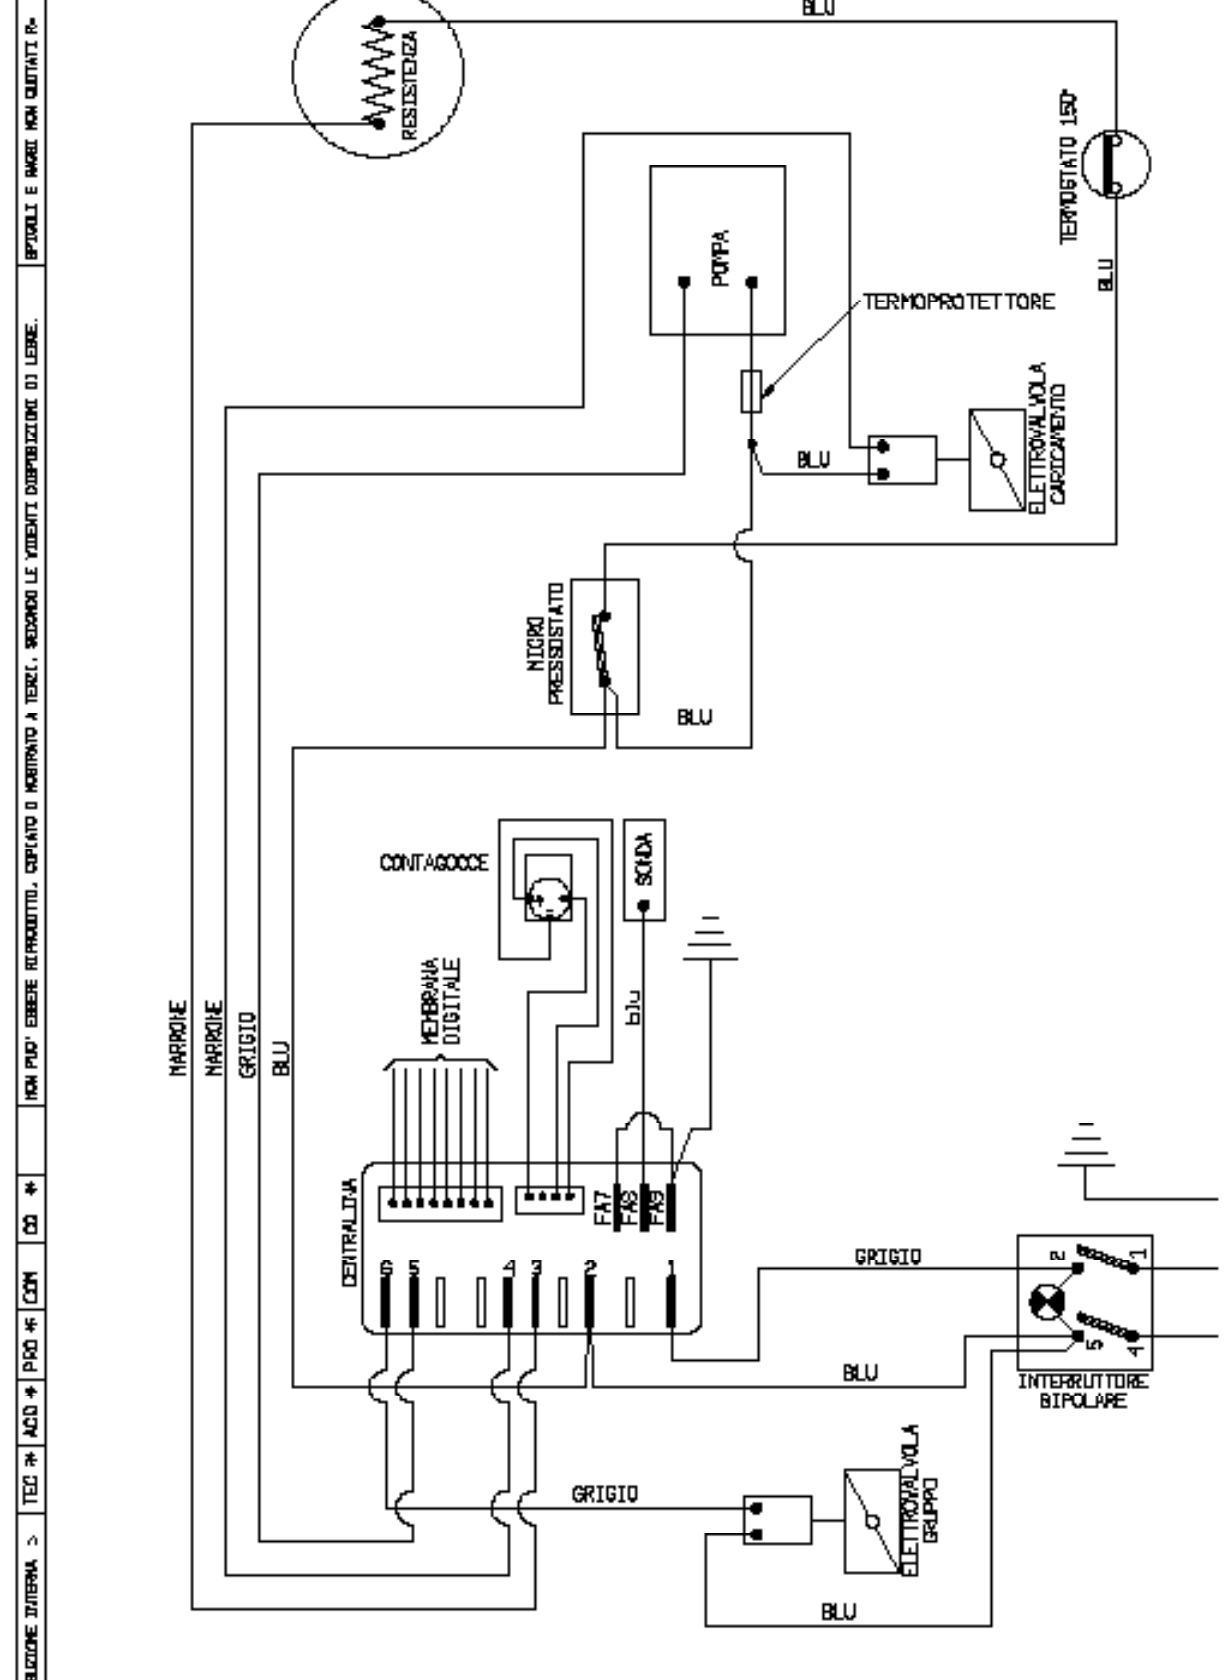 BLU
RESISTENZA
TERMOSTATO 150°
BLU
POMPA
TERMOPROTETTORE
ELETTROVALVOLA
CARICAMENTO
BLU
MICRO
PRESSOSTATO
BLU
CONTAGOCCE
SONDA
MEMBRANA
DIGITALE
blu
MARRONE
MARRONE
GRIGIO
BLU
CENTRALINA
FA7
FA8
FA9
6 5 4 3 2 1
GRIGIO
2 1
5 4
INTERRUTTORE
BIPOLARE
BLU
GRIGIO
ELETTROVALVOLA
GRUPPO
BLU
SPIGOLI E RAGGI NON QUOTATI R=
NON PUO' ESSERE RIPRODOTTO, COPIATO O MOSTRATO A TERZI, SECONDO LE VIGENTI DISPOSIZIONI DI LEGGE.
TEC * ACQ * PRO * COM CQ *
INTERNA >